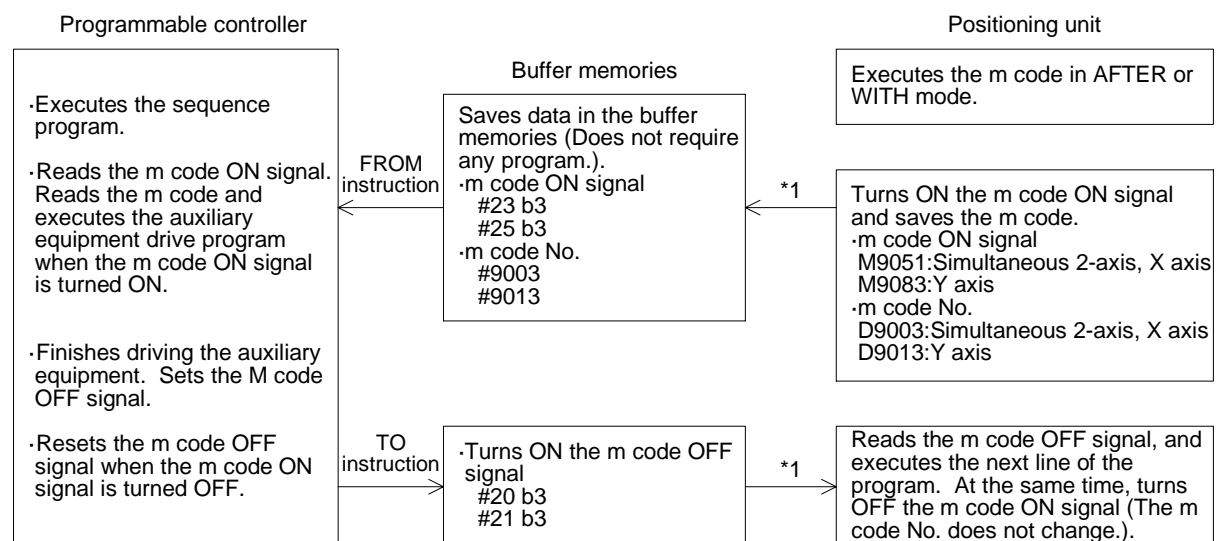 Programmable controller
·Executes the sequence
program.
·Reads the m code ON signal.
Reads the m code and
executes the auxiliary
equipment drive program
when the m code ON signal
is turned ON.
·Finishes driving the auxiliary
equipment.  Sets the M code
OFF signal.
·Resets the m code OFF
signal when the m code ON
signal is turned OFF.
FROM
instruction
TO
instruction
Buffer memories
Saves data in the buffer
memories (Does not require
any program.).
·m code ON signal
#23 b3
#25 b3
·m code No.
#9003
#9013
·Turns ON the m code OFF
signal
#20 b3
#21 b3
*1
*1
Positioning unit
Executes the m code in AFTER or
WITH mode.
Turns ON the m code ON signal
and saves the m code.
·m code ON signal
M9051:Simultaneous 2-axis, X axis
M9083:Y axis
·m code No.
D9003:Simultaneous 2-axis, X axis
D9013:Y axis
Reads the m code OFF signal, and
executes the next line of the
program.  At the same time, turns
OFF the m code ON signal (The m
code No. does not change.).